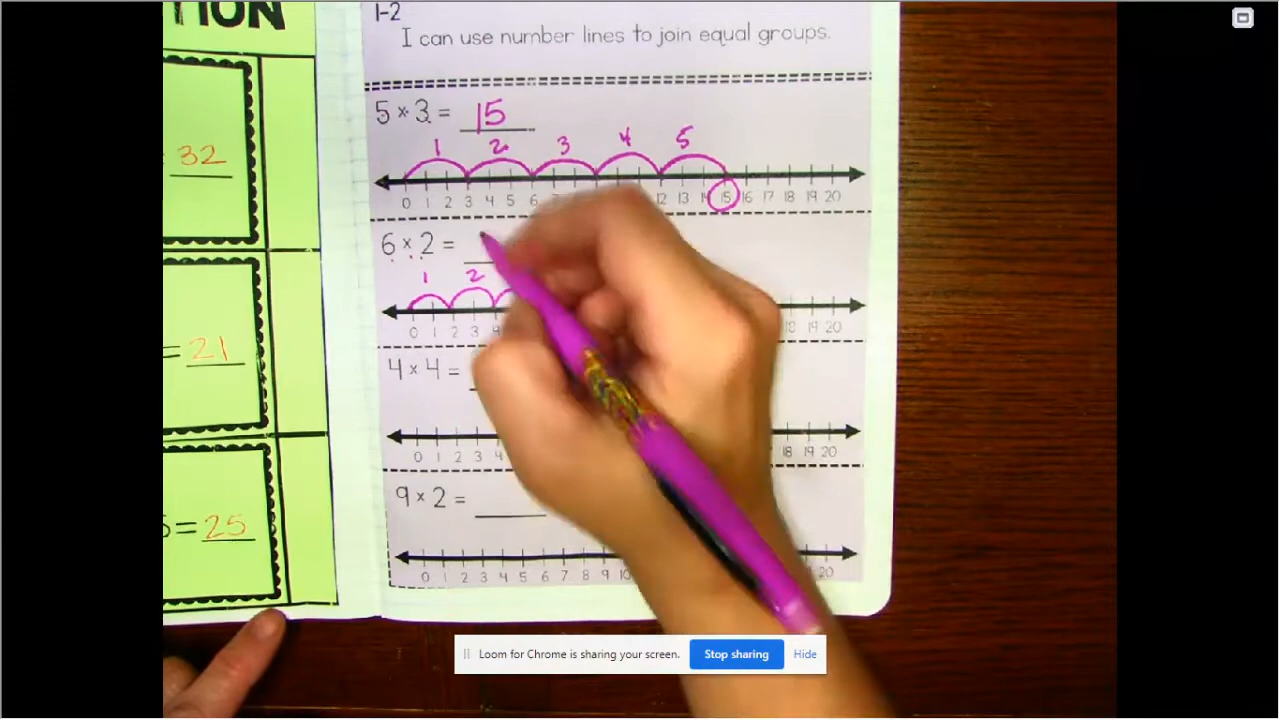 TION
32
= 21
5= 25
1-2
I can use number lines to join equal groups.
5 × 3 = 15
1 2 3 4 5
0 1 2 3 4 5 6 12 13 14 15 16 17 18 19 20
6 × 2 =
1 2
0 1 2 3 18 19 20
4 × 4 =
0 1 2 3 4 18 19 20
9 × 2 =
0 1 2 3 4 5 6 7 8 9 10 20
Loom for Chrome is sharing your screen. Stop sharing Hide